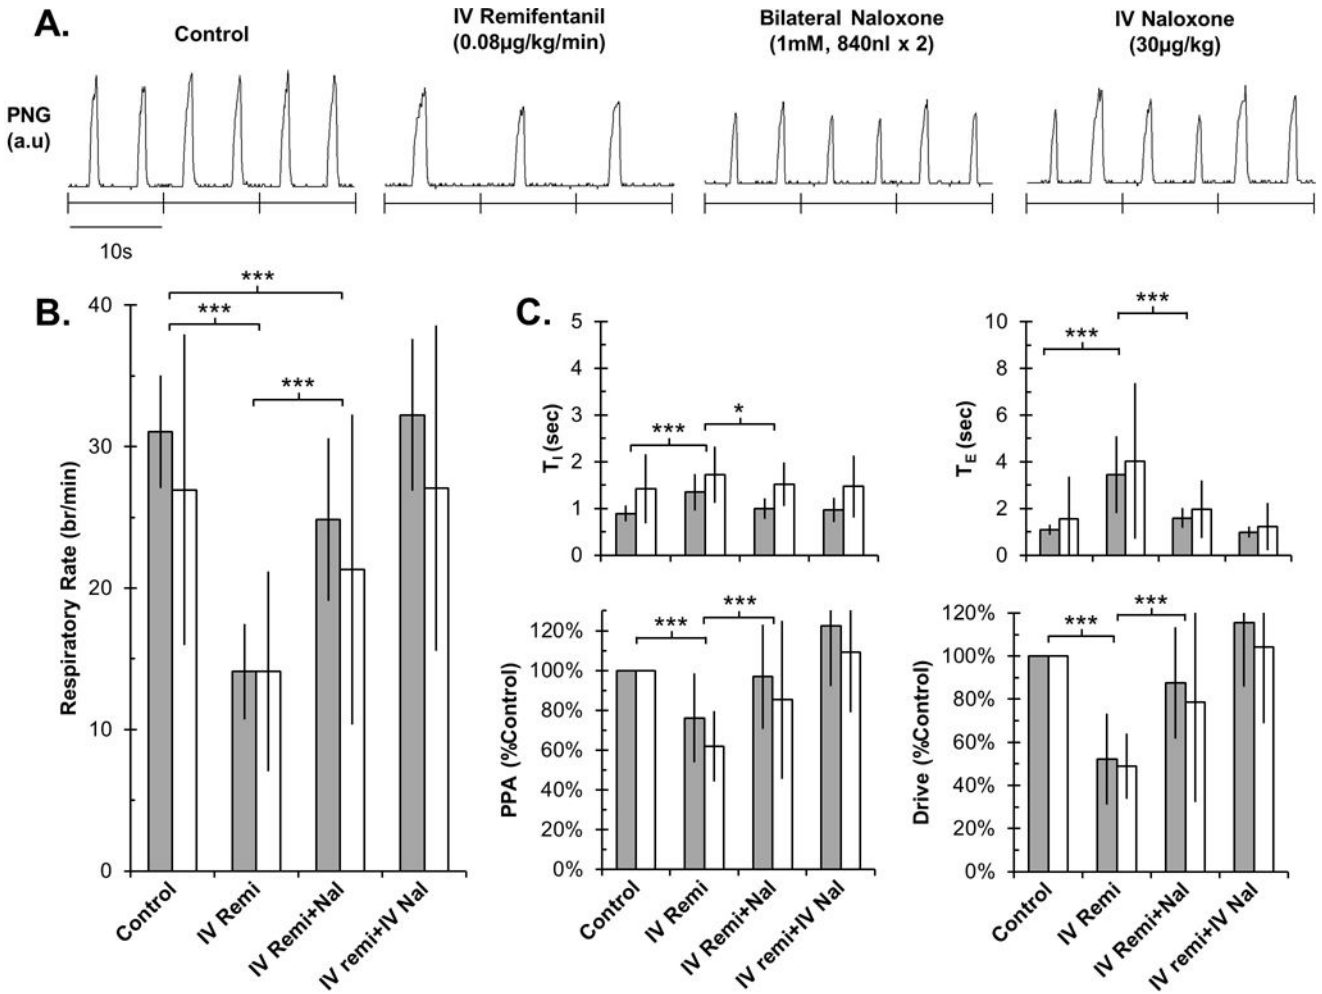 A.
Control
IV Remifentanil
(0.08µg/kg/min)
Bilateral Naloxone
(1mM, 840nl x 2)
IV Naloxone
(30µg/kg)
PNG
(a.u)
10s
B.
Respiratory Rate (br/min)
40
30
20
10
0
***
***
***
Control
IV Remi
IV Remi+Nal
IV remi+IV Nal
C.
T_I (sec)
5
4
3
2
1
0
***
*
T_E (sec)
10
8
6
4
2
0
***
***
PPA (%Control)
120%
100%
80%
60%
40%
20%
0%
***
***
Control
IV Remi
IV Remi+Nal
IV remi+IV Nal
Drive (%Control)
120%
100%
80%
60%
40%
20%
0%
***
***
Control
IV Remi
IV Remi+Nal
IV remi+IV Nal